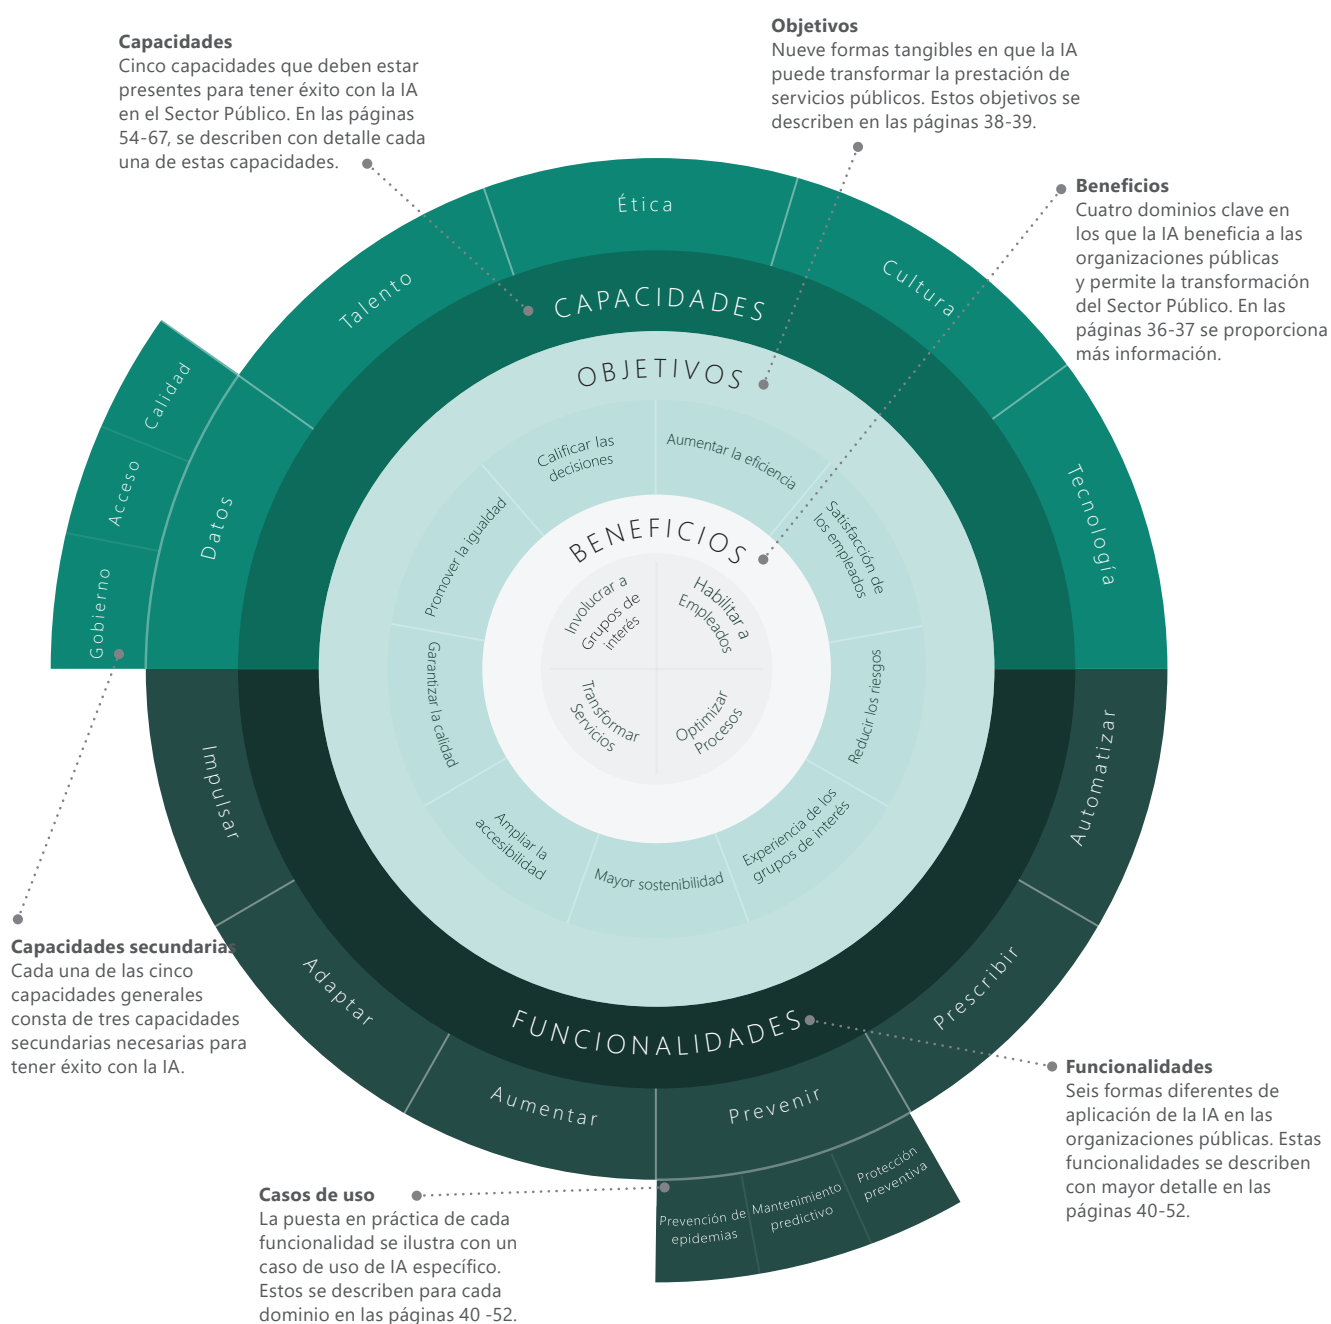 Capacidades
Cinco capacidades que deben estar
presentes para tener éxito con la IA
en el Sector Público. En las páginas
54-67, se describen con detalle cada
una de estas capacidades.
Objetivos
Nueve formas tangibles en que la IA
puede transformar la prestación de
servicios públicos. Estos objetivos se
describen en las páginas 38-39.
Beneficios
Cuatro dominios clave en
los que la IA beneficia a las
organizaciones públicas
y permite la transformación
del Sector Público. En las
páginas 36-37 se proporciona
más información.
Ética
Talento
Cultura
CAPACIDADES
Calidad
Acceso
Gobierno
Datos
Tecnología
OBJETIVOS
Calificar las
decisiones
Aumentar la eficiencia
Promover la igualdad
Satisfacción de
los empleados
Garantizar la calidad
Reducir los riesgos
Ampliar la
accesibilidad
Mayor sostenibilidad
Experiencia de los
grupos de interés
BENEFICIOS
Involucrar a
Grupos de
interés
Habilitar a
Empleados
Transformar
Servicios
Optimizar
Procesos
Impulsar
Automatizar
Adaptar
Prescribir
FUNCIONALIDADES
Aumentar
Prevenir
Prevención de
epidemias
Mantenimiento
predictivo
Protección
preventiva
Capacidades secundarias
Cada una de las cinco
capacidades generales
consta de tres capacidades
secundarias necesarias para
tener éxito con la IA.
Funcionalidades
Seis formas diferentes de
aplicación de la IA en las
organizaciones públicas. Estas
funcionalidades se describen
con mayor detalle en las
páginas 40-52.
Casos de uso
La puesta en práctica de cada
funcionalidad se ilustra con un
caso de uso de IA específico.
Estos se describen para cada
dominio en las páginas 40 -52.